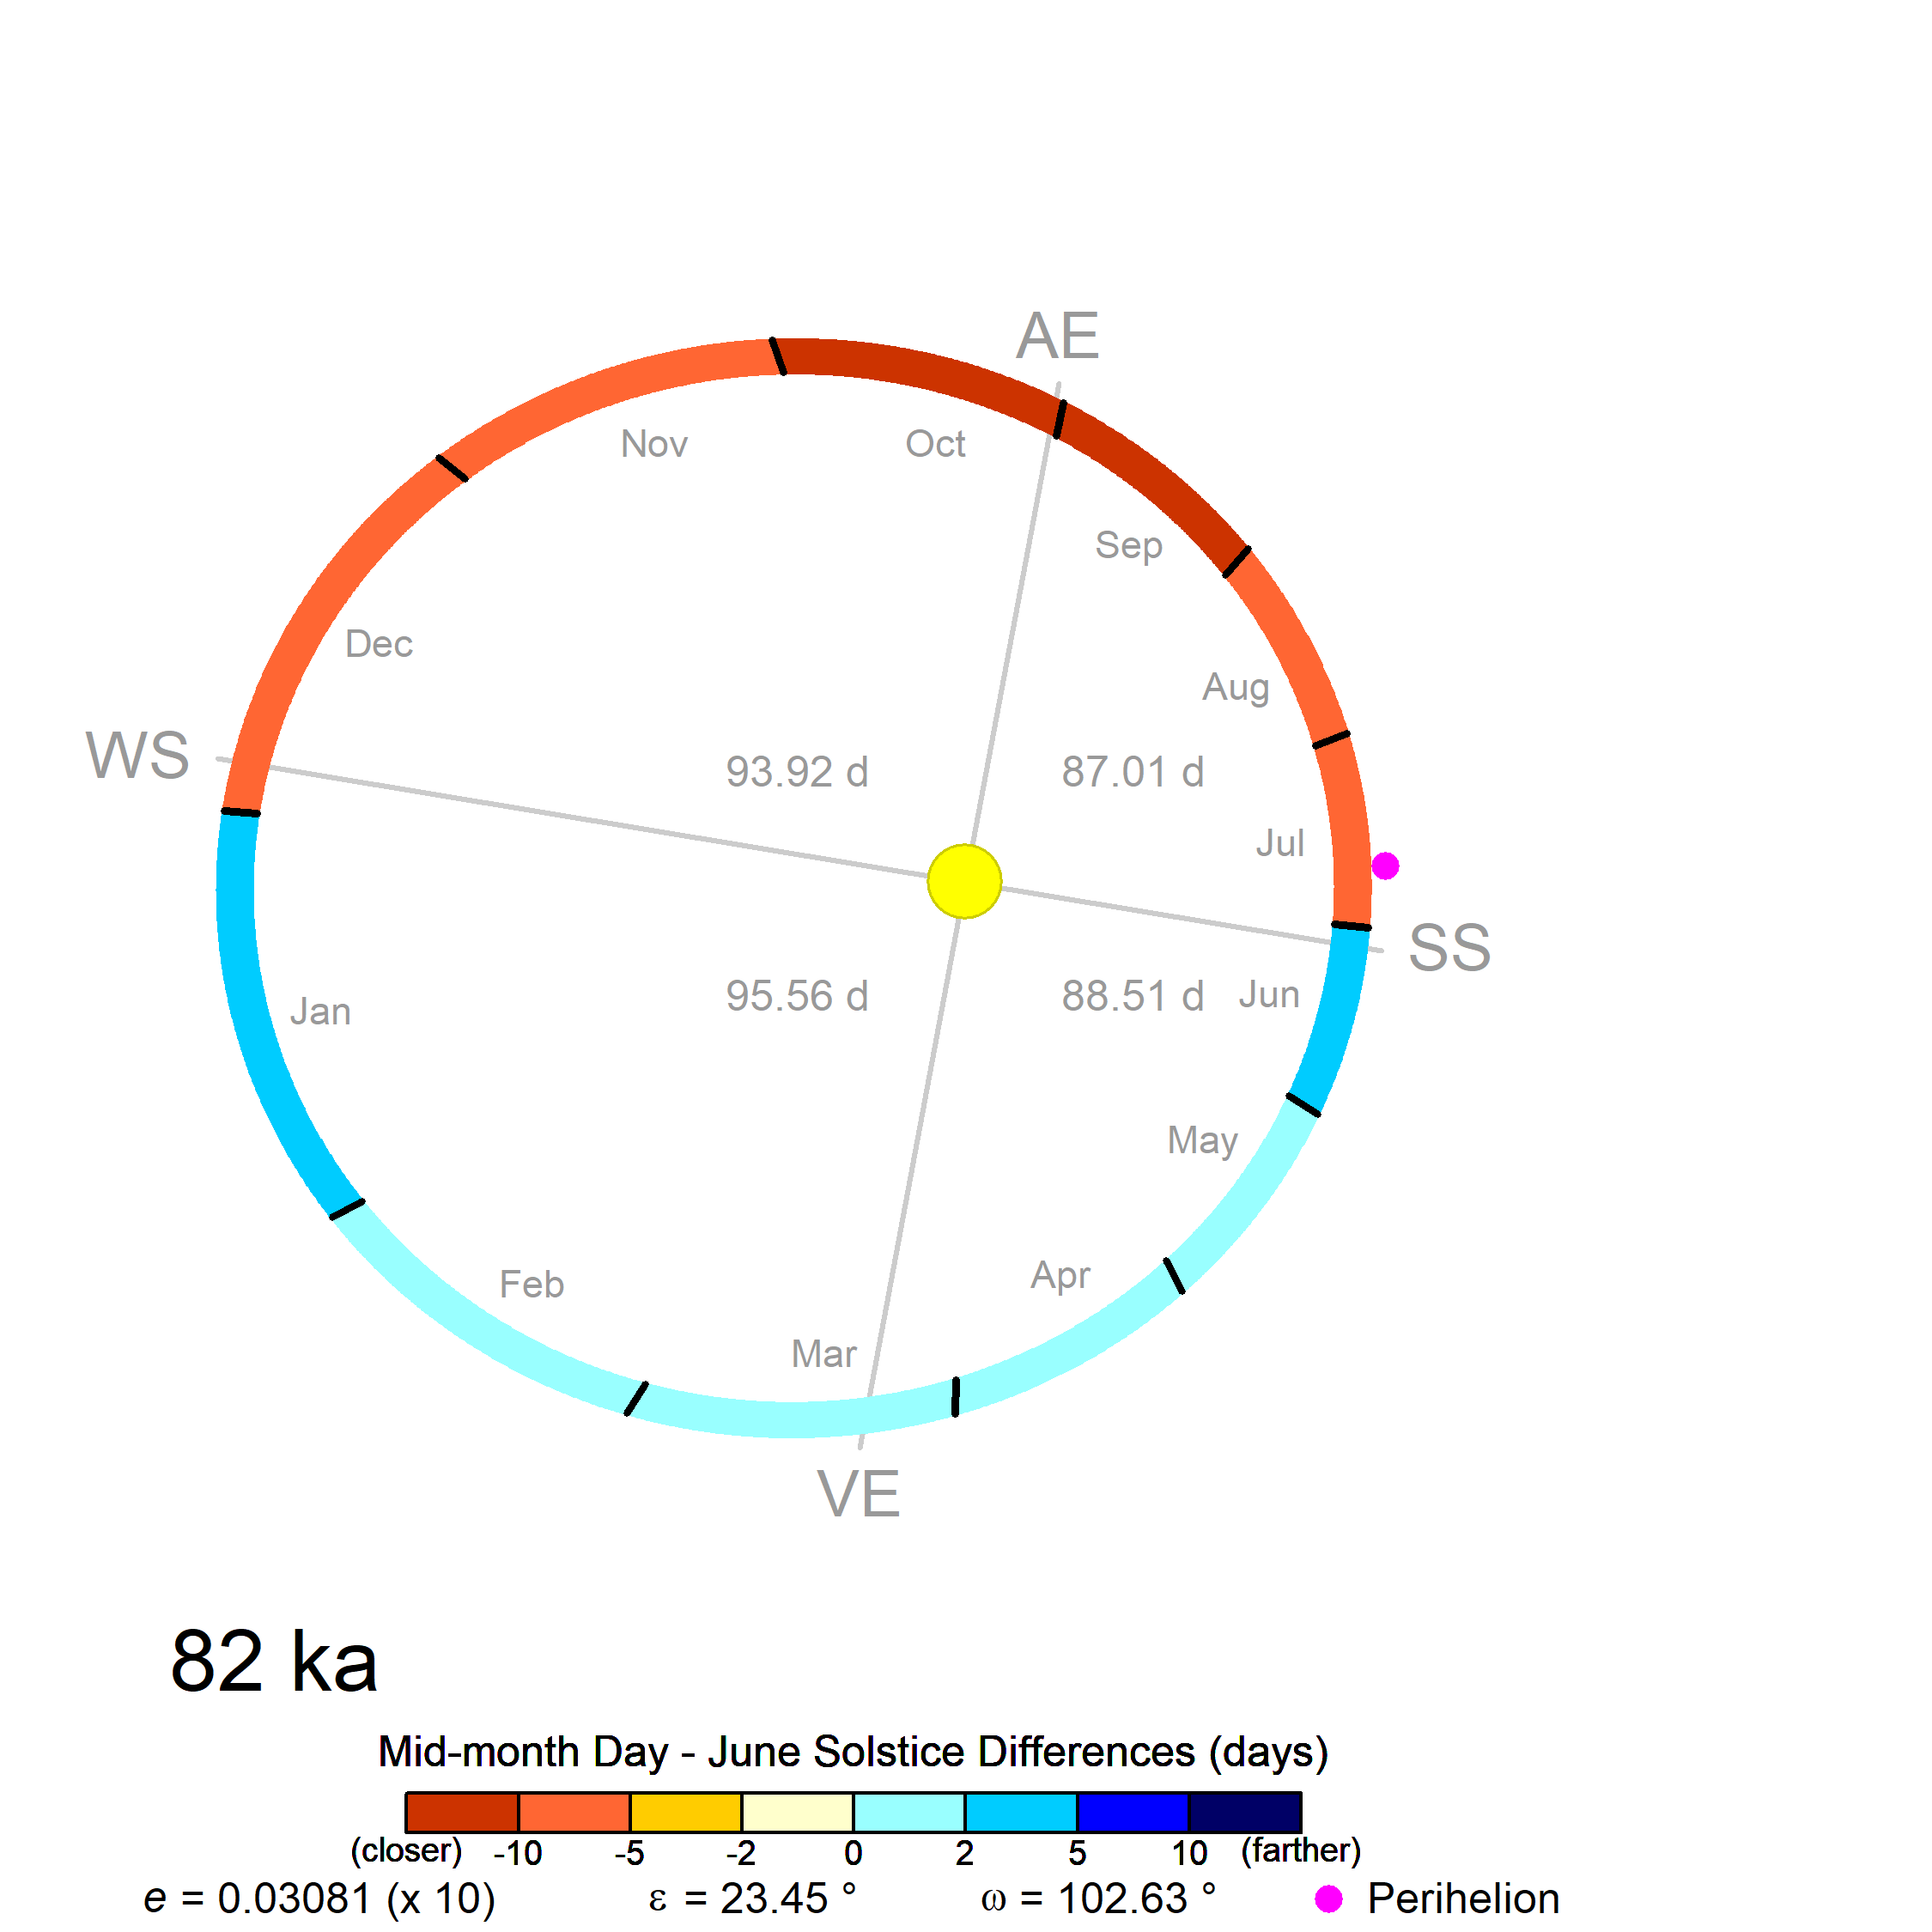 AE
Nov
Oct
Sep
Dec
Aug
WS
93.92 d
87.01 d
Jul
SS
95.56 d
88.51 d
Jun
Jan
May
Feb
Apr
Mar
VE
82 ka
Mid-month Day - June Solstice Differences (days)
(closer) -10 -5 -2 0 2 5 10 (farther)
e = 0.03081 (x 10) ε = 23.45 ° ω = 102.63 ° Perihelion